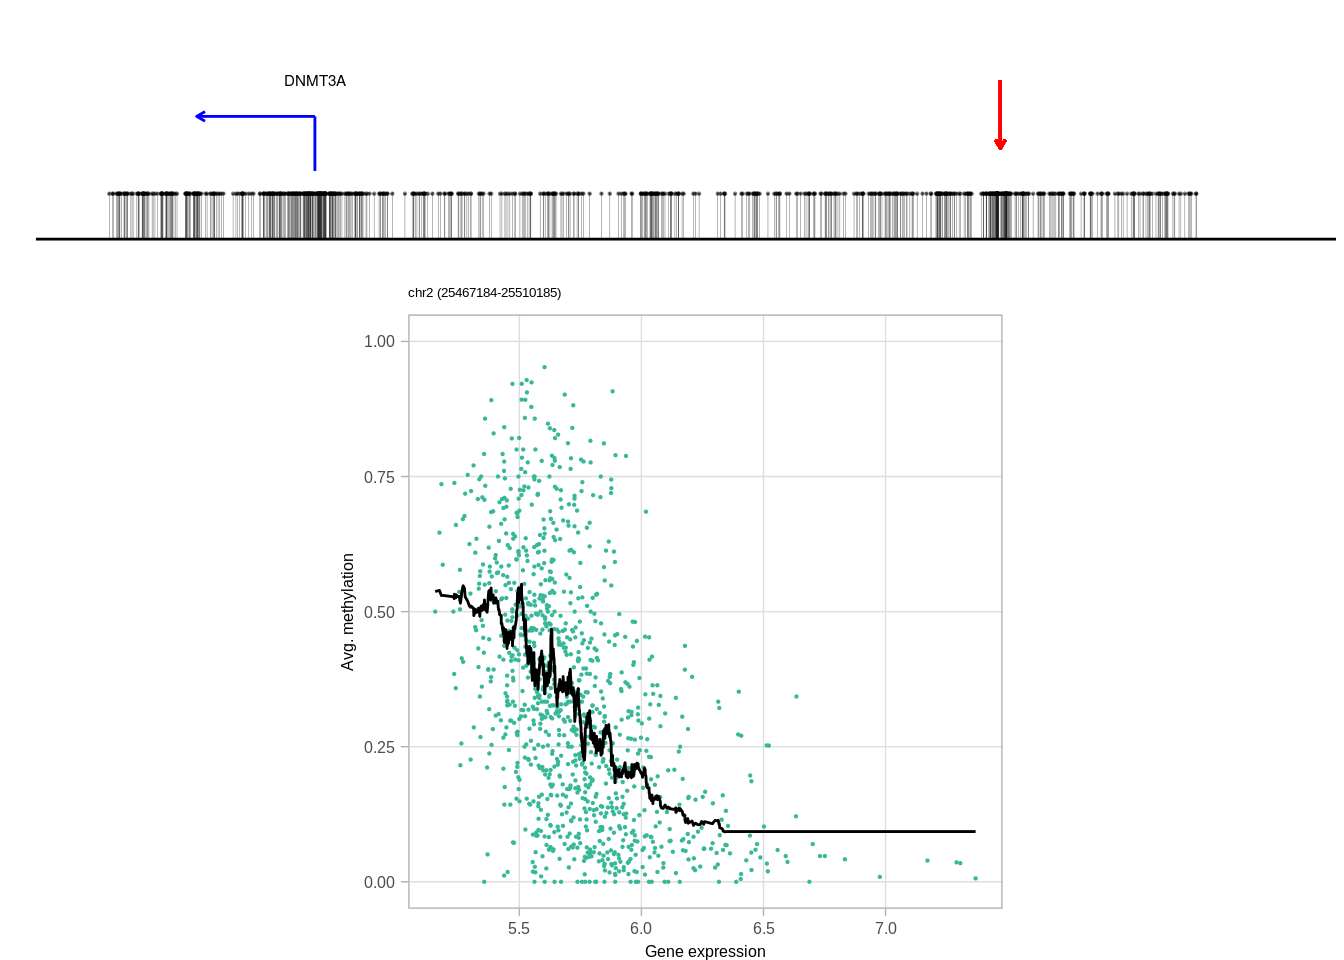 DNMT3A
chr2 (25467184-25510185)
1.00
0.75
0.50
0.25
0.00
Avg. methylation
5.5 6.0 6.5 7.0
Gene expression